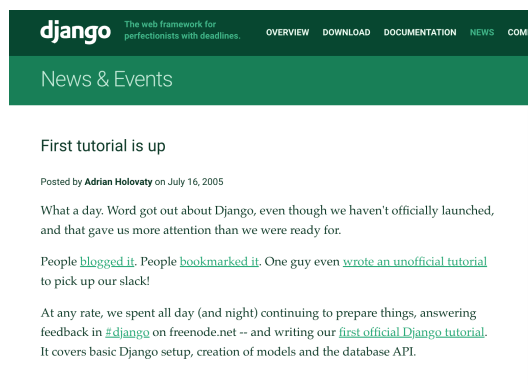 django
The web framework for
perfectionists with deadlines.
OVERVIEW DOWNLOAD DOCUMENTATION NEWS COM
News & Events
First tutorial is up
Posted by Adrian Holovaty on July 16, 2005
What a day. Word got out about Django, even though we haven't officially launched,
and that gave us more attention than we were ready for.
People blogged it. People bookmarked it. One guy even wrote an unofficial tutorial
to pick up our slack!
At any rate, we spent all day (and night) continuing to prepare things, answering
feedback in #django on freenode.net -- and writing our first official Django tutorial.
It covers basic Django setup, creation of models and the database API.